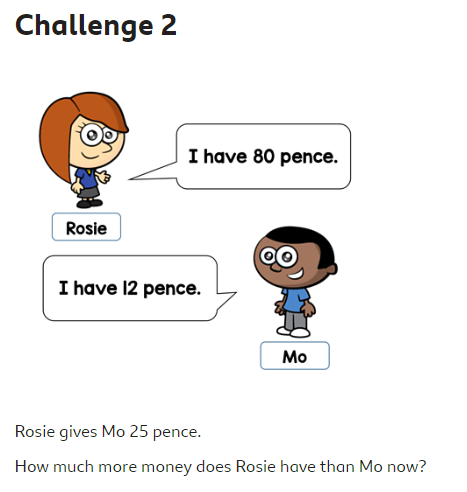 Challenge 2
I have 80 pence.
Rosie
I have 12 pence.
Mo
Rosie gives Mo 25 pence.
How much more money does Rosie have than Mo now?